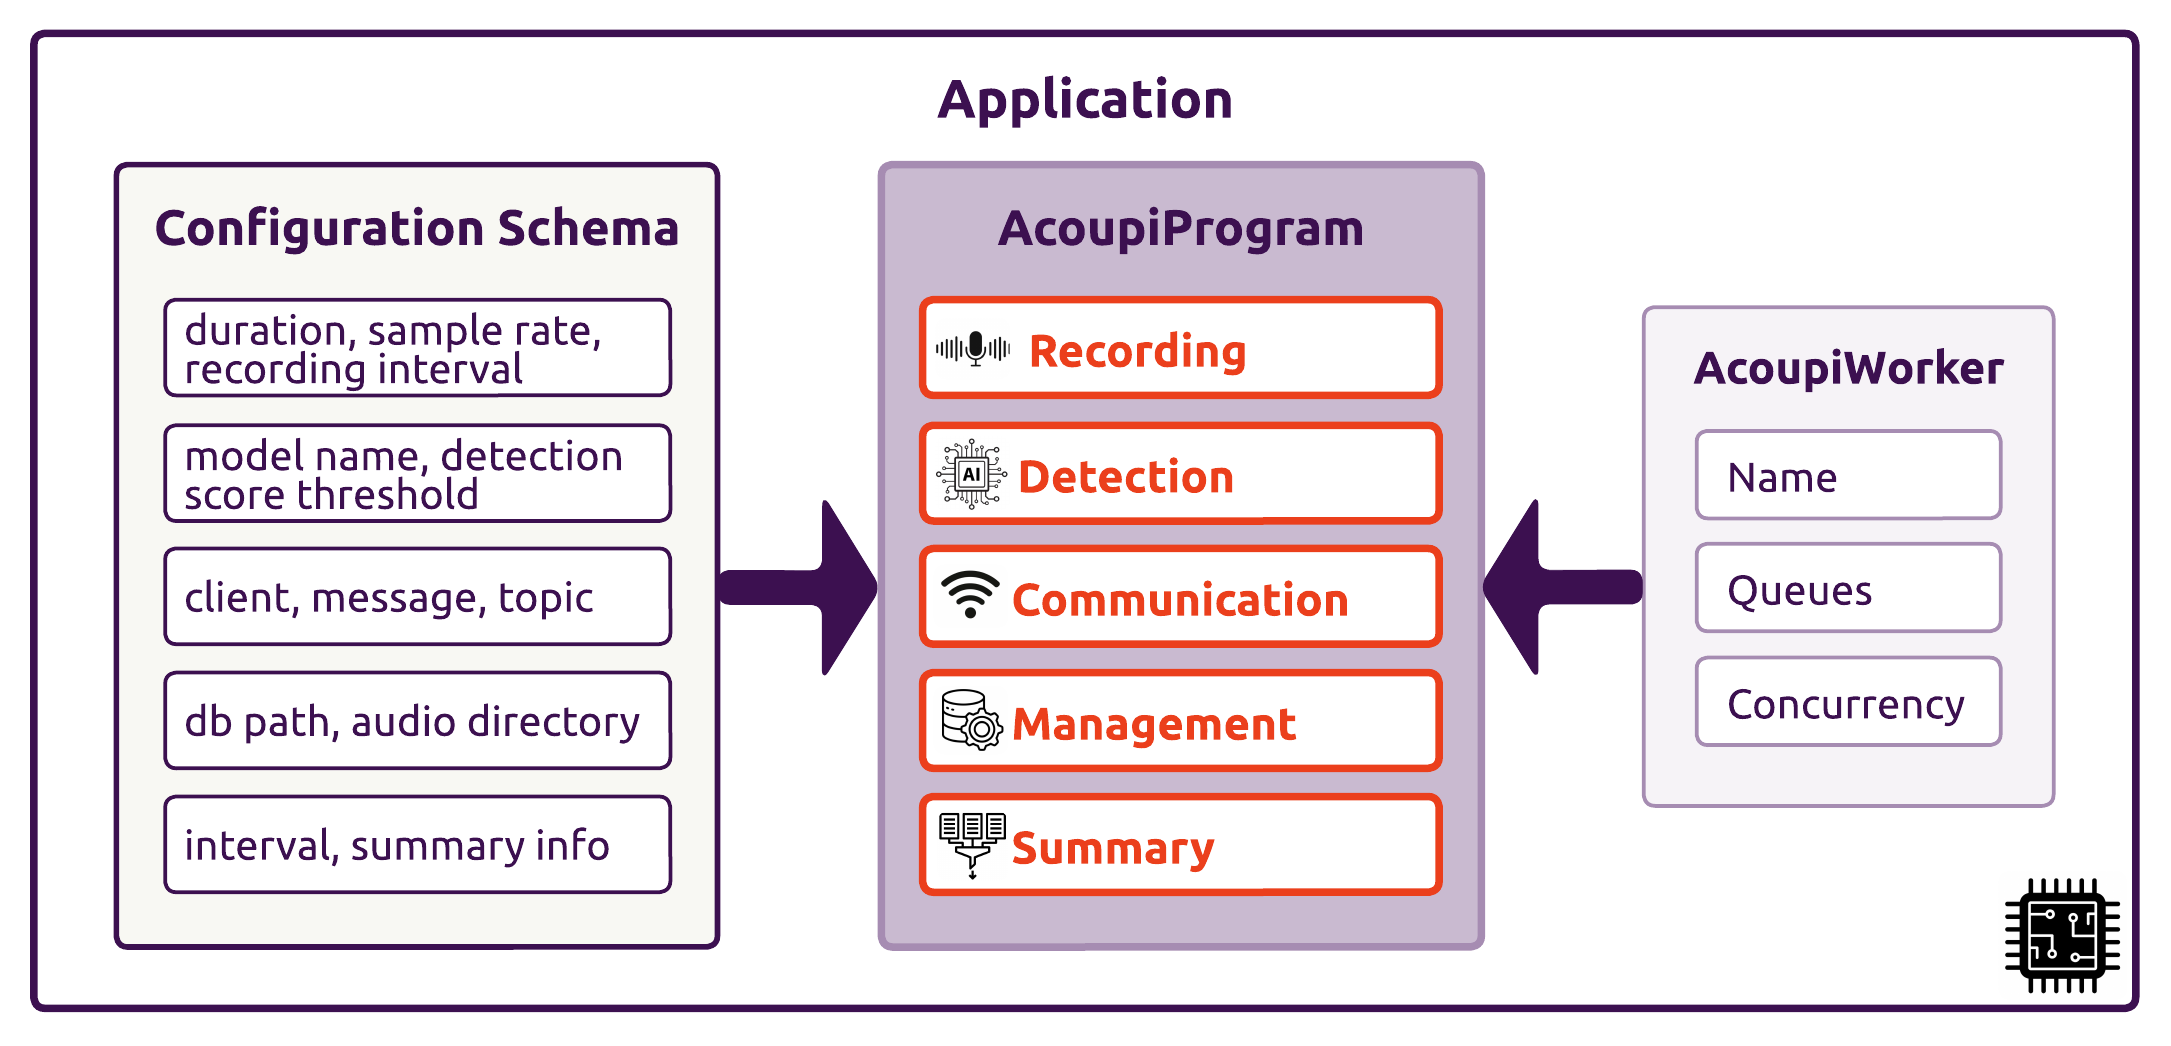 Application
Configuration Schema
duration, sample rate,
recording interval
model name, detection
score threshold
client, message, topic
db path, audio directory
interval, summary info
AcoupiProgram
Recording
AI
Detection
Communication
Management
Summary
AcoupiWorker
Name
Queues
Concurrency